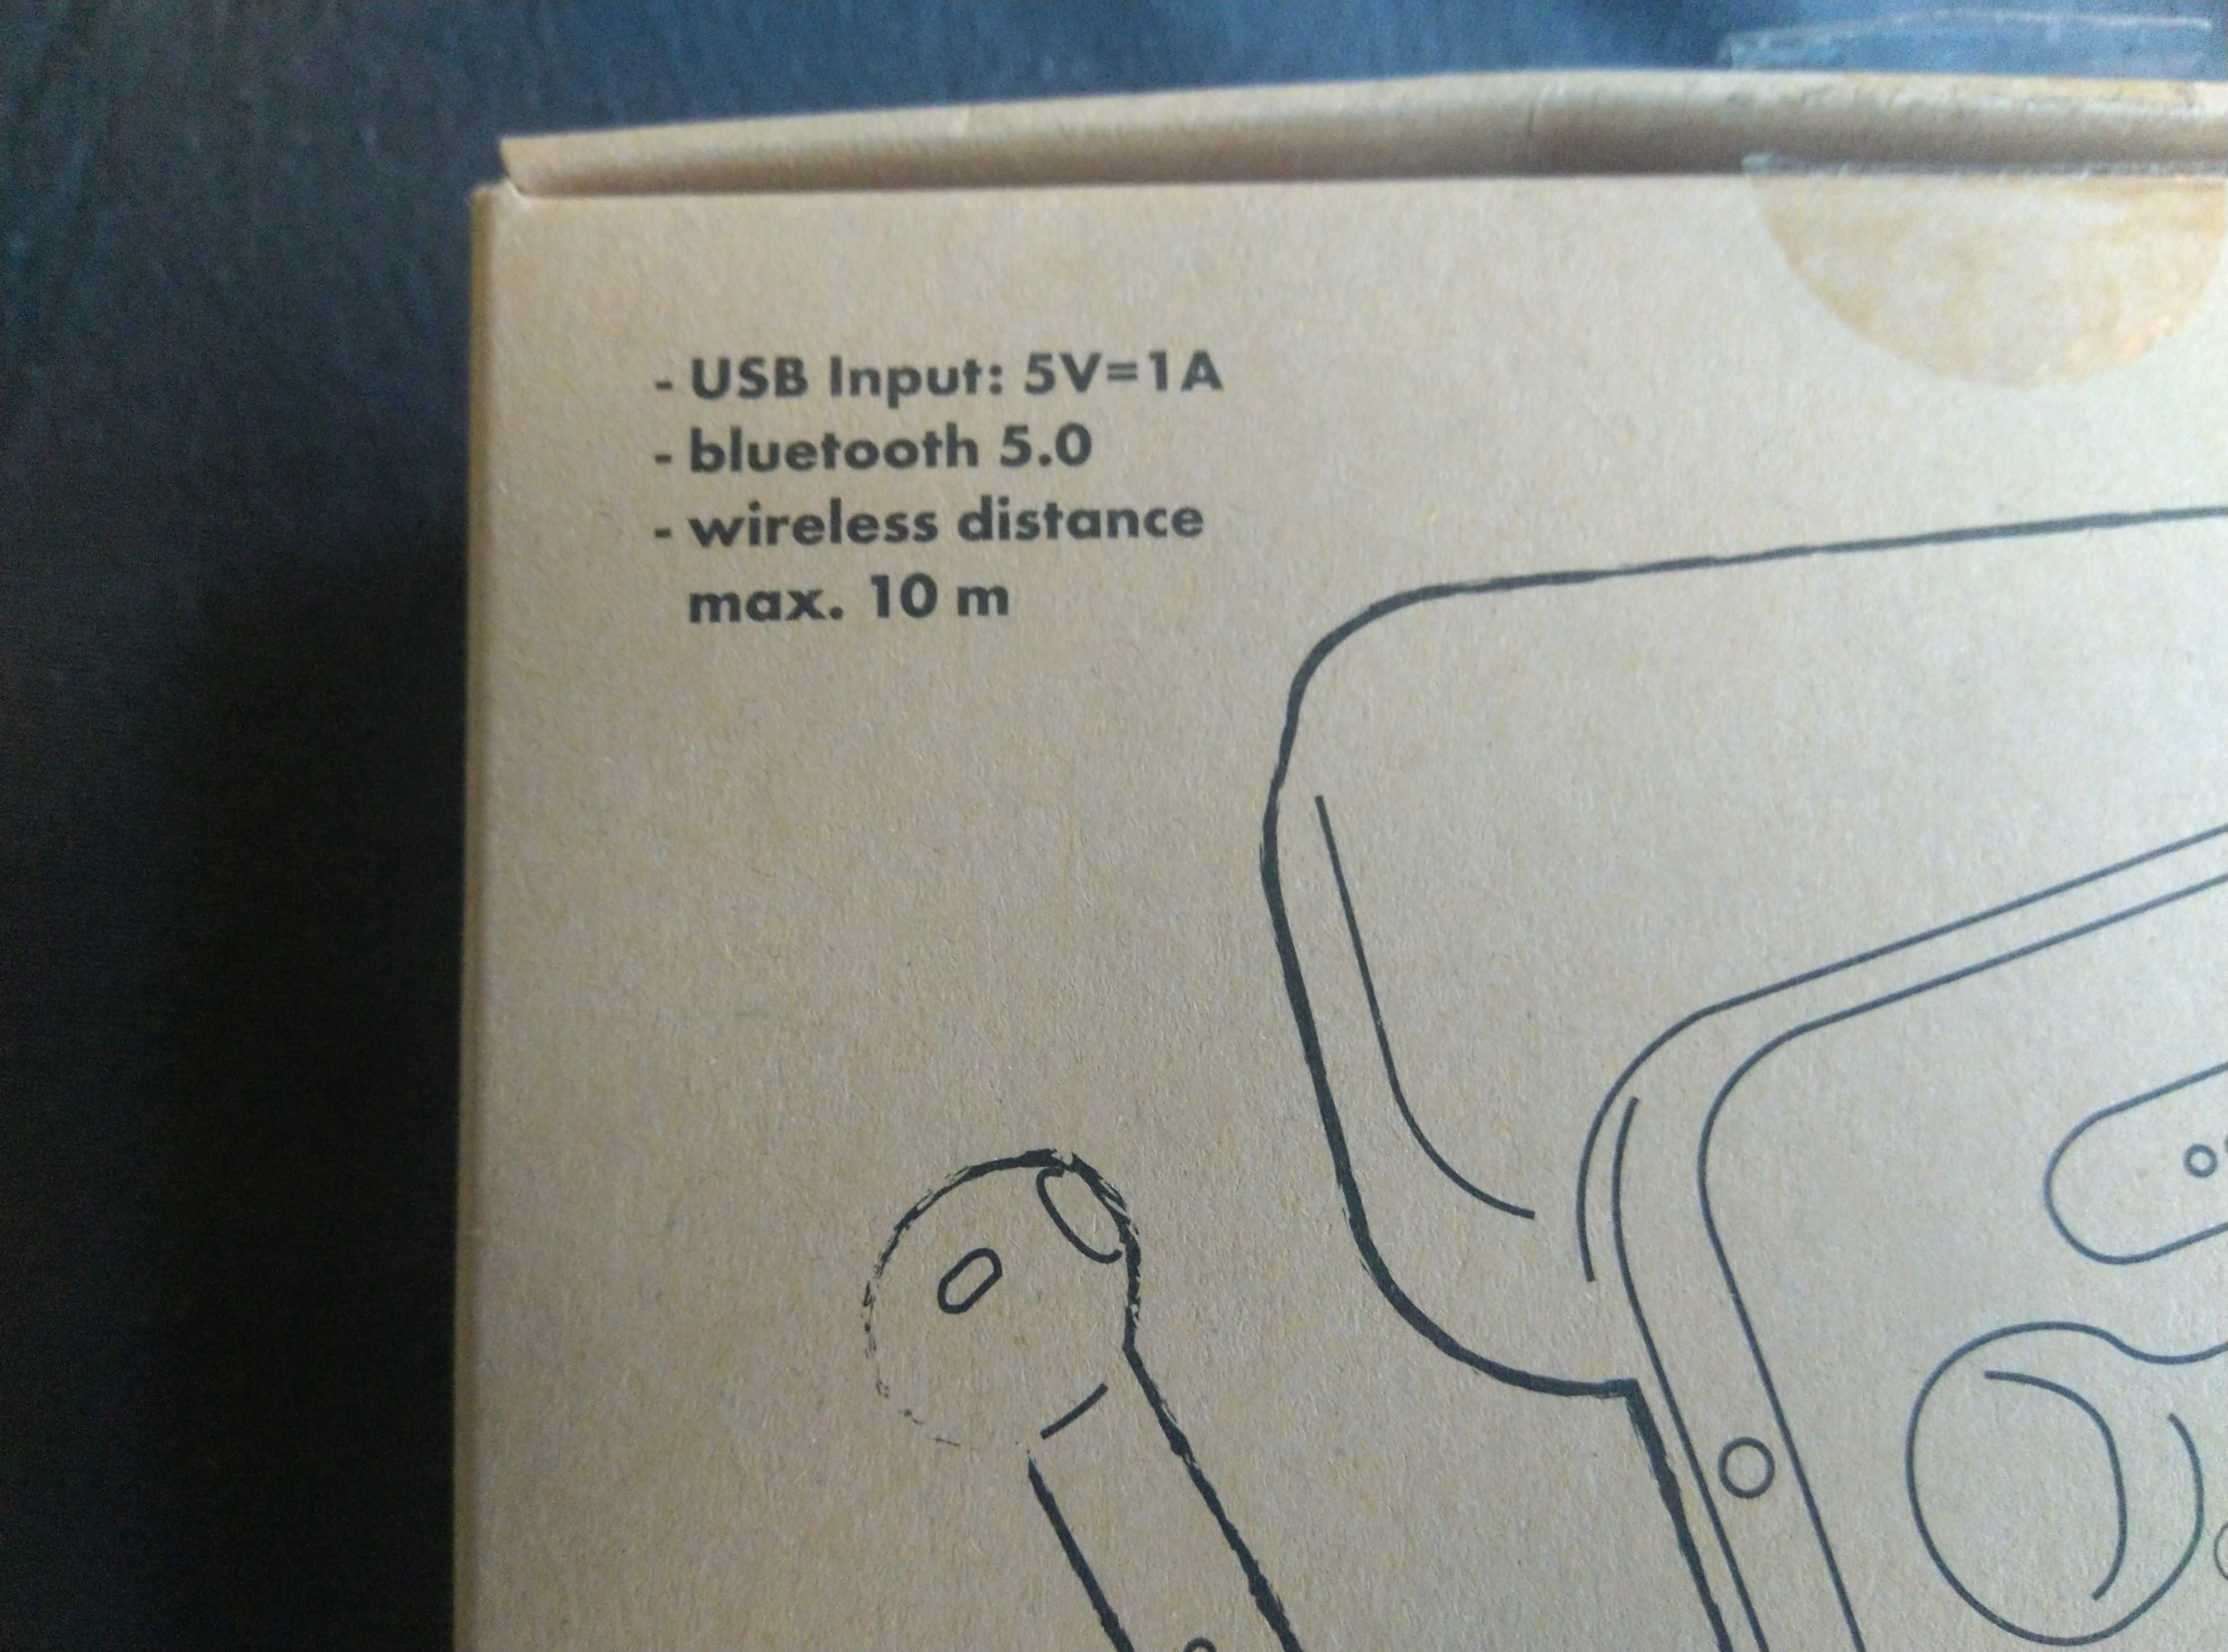 - USB Input: 5V=1A
- bluetooth 5.0
- wireless distance
max. 10 m